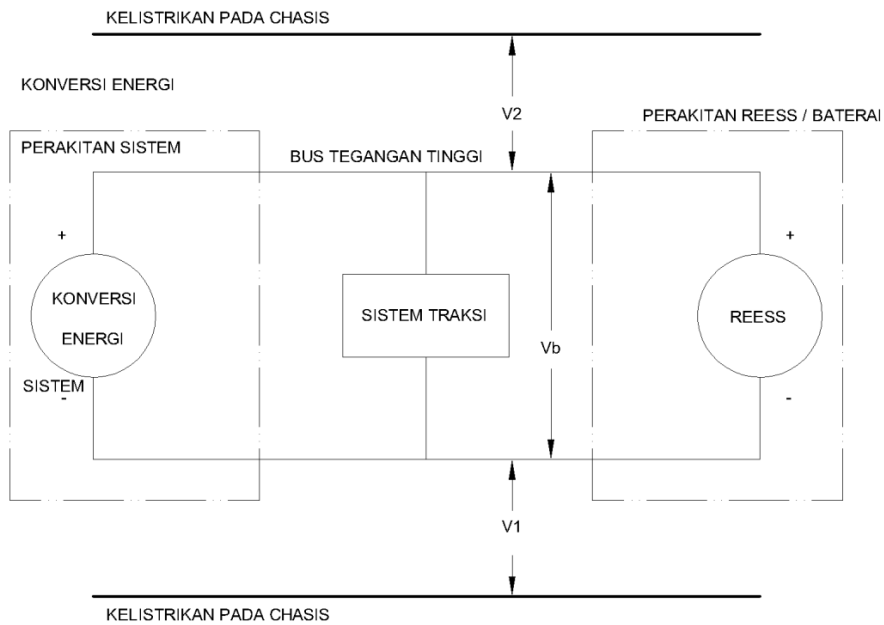 KELISTRIKAN PADA CHASIS
KONVERSI ENERGI
V2
PERAKITAN REESS / BATERAI
PERAKITAN SISTEM
BUS TEGANGAN TINGGI
+
+
KONVERSI
ENERGI
SISTEM TRAKSI
REESS
Vb
SISTEM
-
-
V1
KELISTRIKAN PADA CHASIS